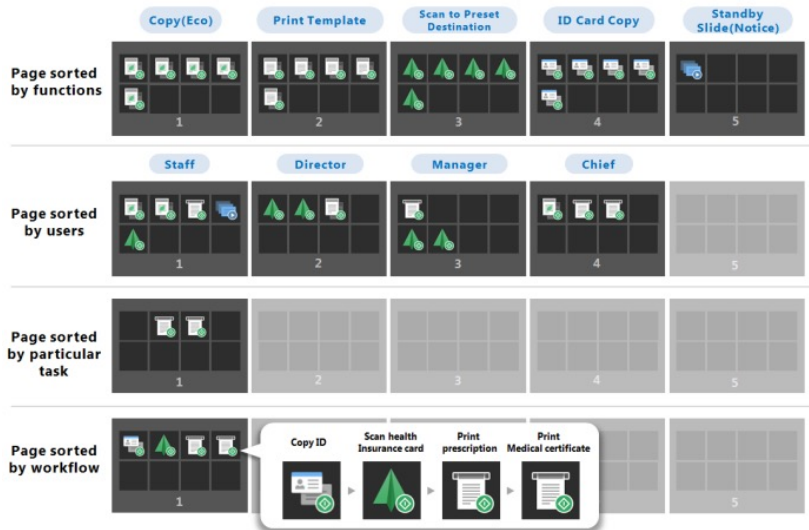 Copy(Eco)
Print Template
Scan to Preset
Destination
ID Card Copy
Standby
Slide(Notice)
Page sorted
by functions
1
2
3
4
5
Staff
Director
Manager
Chief
Page sorted
by users
1
2
3
4
5
Page sorted
by particular
task
1
2
3
4
5
Page sorted
by workflow
1
Copy ID
Scan health
Insurance card
Print
prescription
Print
Medical certificate
5